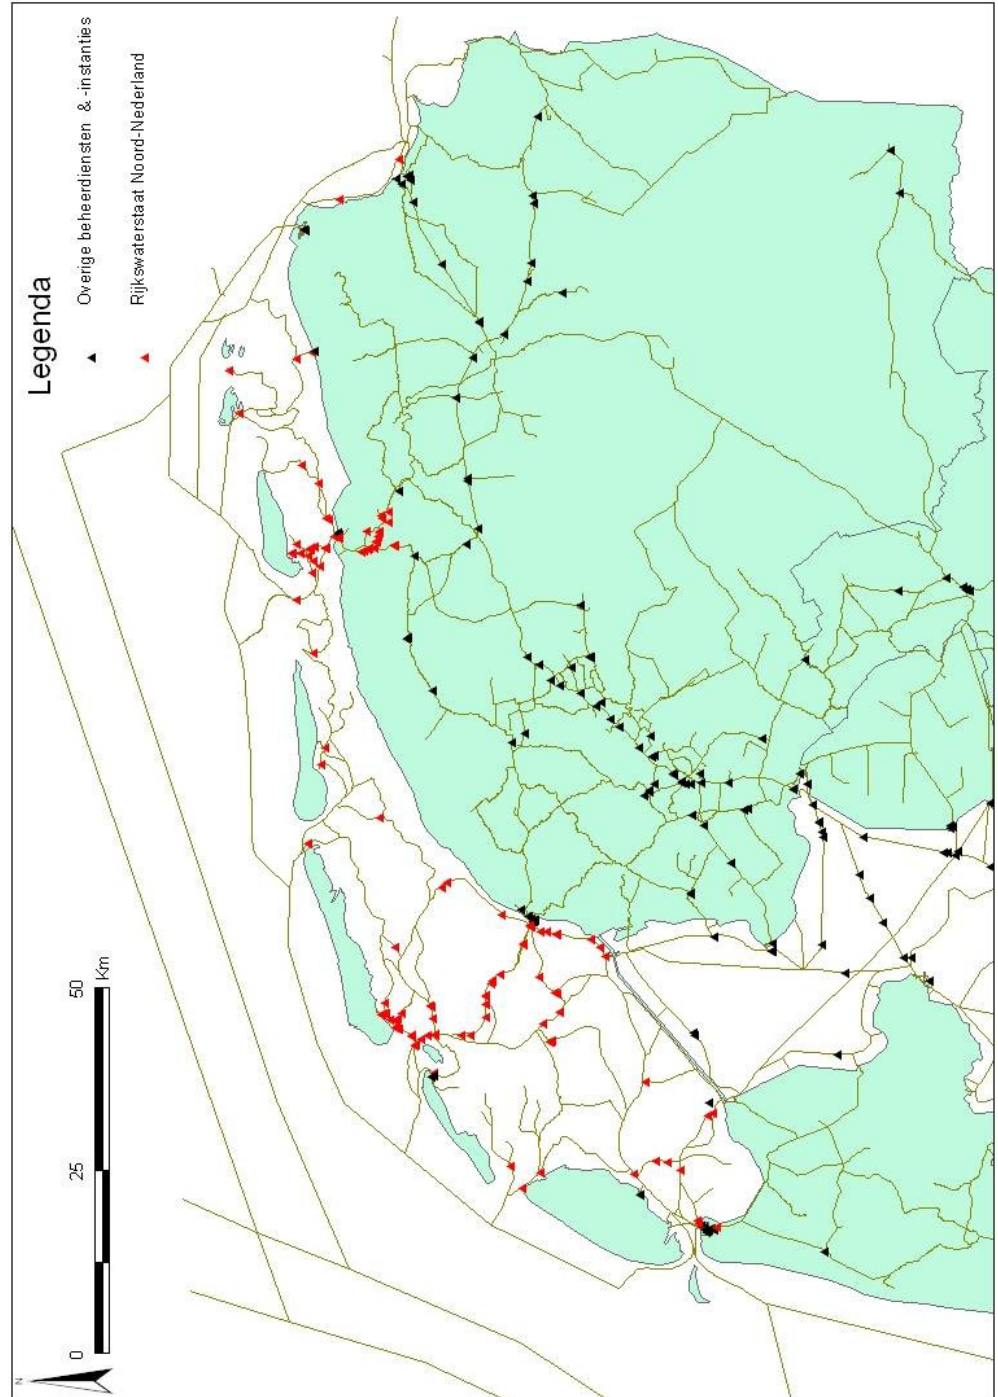 Legenda
Overige beheerdiensten & -instanties
Rijkswaterstaat Noord-Nederland
0 25 50
Km
N